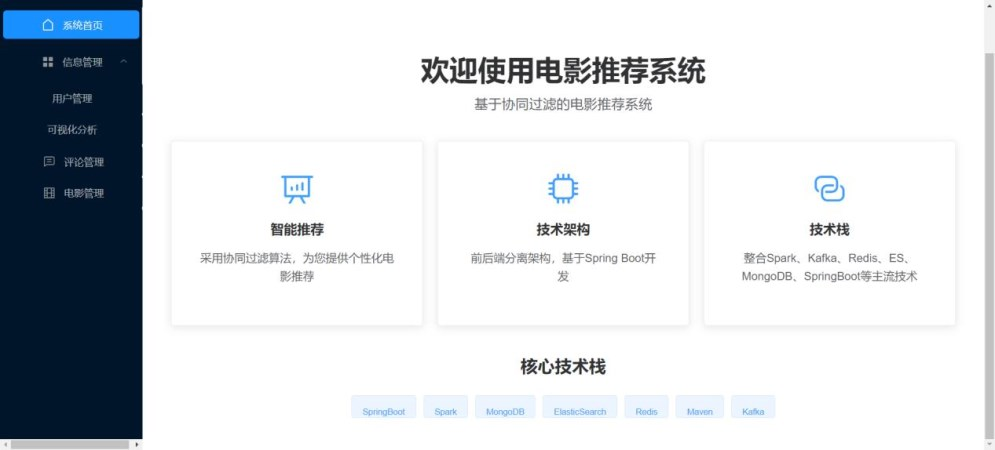 系统首页
信息管理
用户管理
可视化分析
评论管理
电影管理
欢迎使用电影推荐系统
基于协同过滤的电影推荐系统
智能推荐
采用协同过滤算法，为您提供个性化电
影推荐
技术架构
前后端分离架构，基于Spring Boot开
发
技术栈
整合Spark、Kafka、Redis、ES、
MongoDB、SpringBoot等主流技术
核心技术栈
SpringBoot Spark MongoDB ElasticSearch Redis Maven Kafka